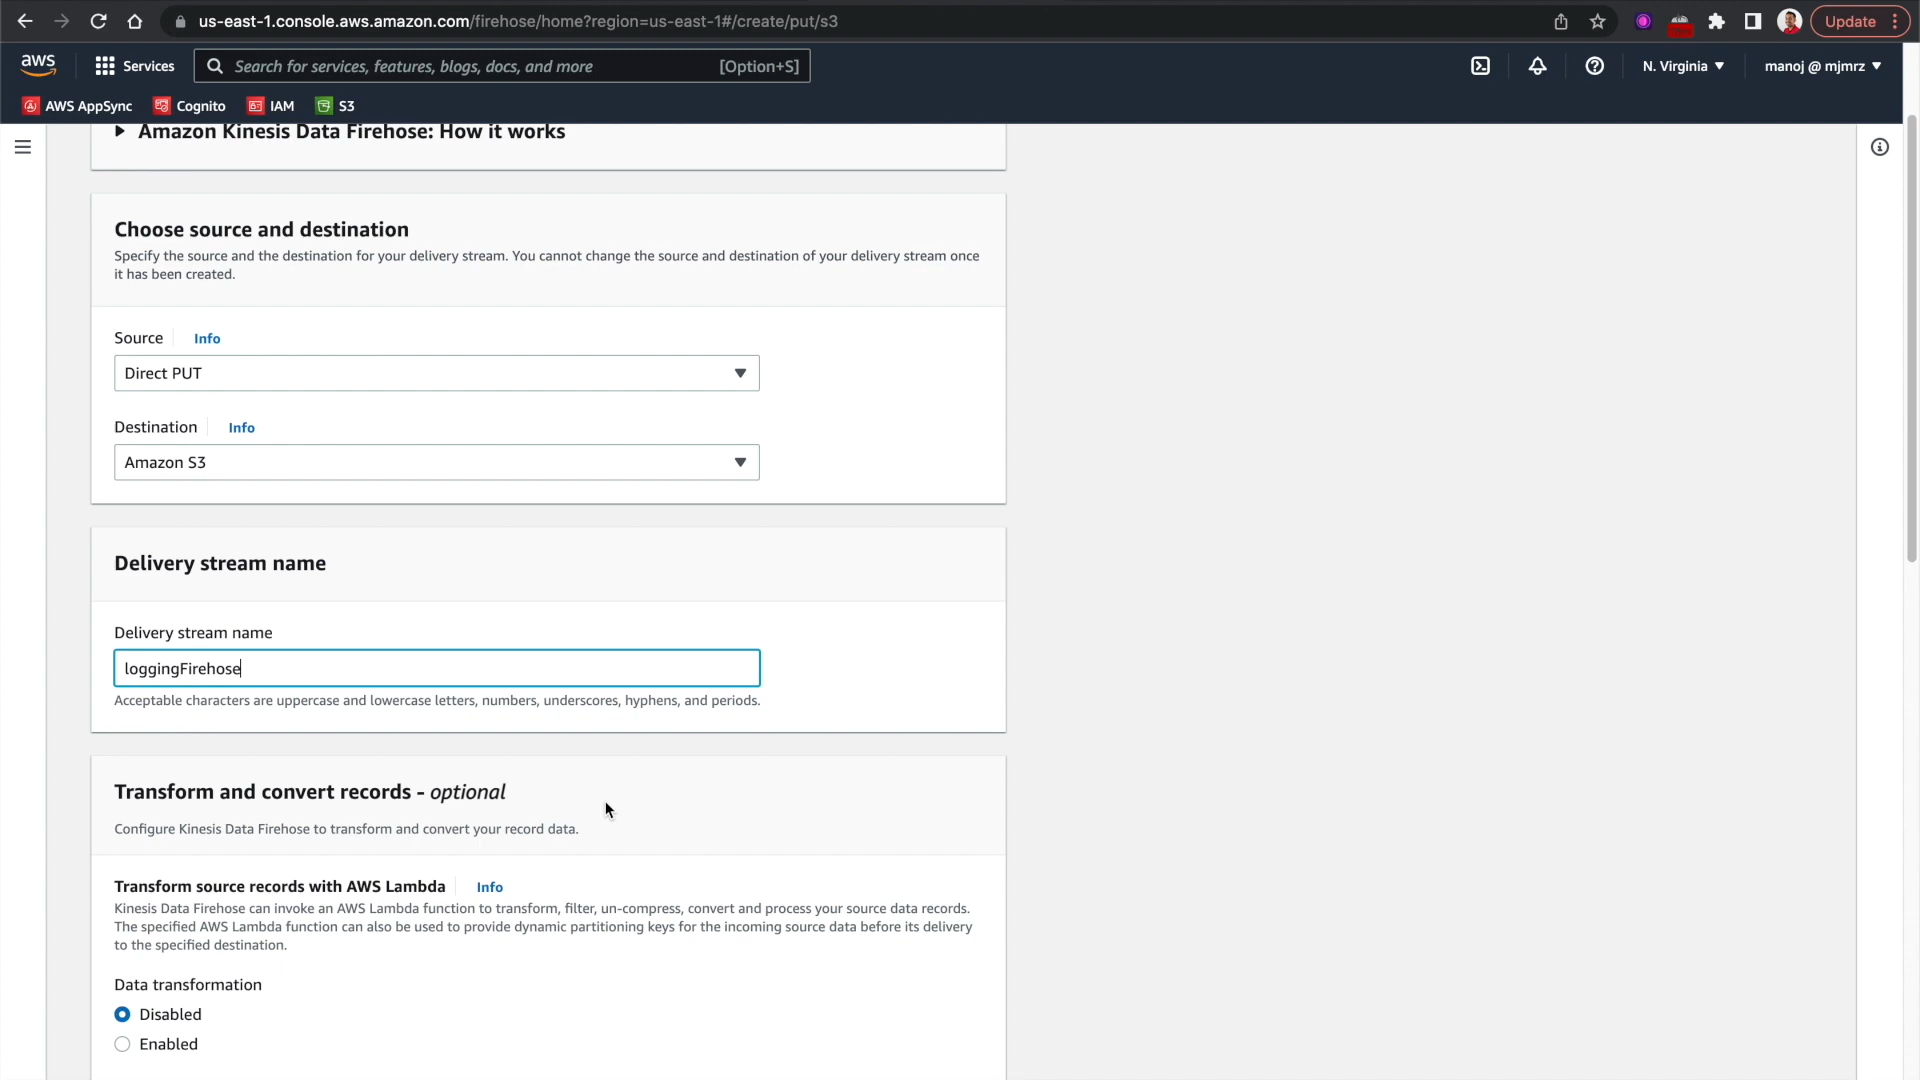 us-east-1.console.aws.amazon.com/firehose/home?region=us-east-1#/create/put/s3
Update
aws
Services
Search for services, features, blogs, docs, and more
[Option+S]
N. Virginia
manoj @ mjmrz
AWS AppSync
Cognito
IAM
S3
Amazon Kinesis Data Firehose: How it works
Choose source and destination
Specify the source and the destination for your delivery stream. You cannot change the source and destination of your delivery stream once
it has been created.
Source
Info
Direct PUT
Destination
Info
Amazon S3
Delivery stream name
Delivery stream name
loggingFirehose
Acceptable characters are uppercase and lowercase letters, numbers, underscores, hyphens, and periods.
Transform and convert records - optional
Configure Kinesis Data Firehose to transform and convert your record data.
Transform source records with AWS Lambda
Info
Kinesis Data Firehose can invoke an AWS Lambda function to transform, filter, un-compress, convert and process your source data records.
The specified AWS Lambda function can also be used to provide dynamic partitioning keys for the incoming source data before its delivery
to the specified destination.
Data transformation
Disabled
Enabled